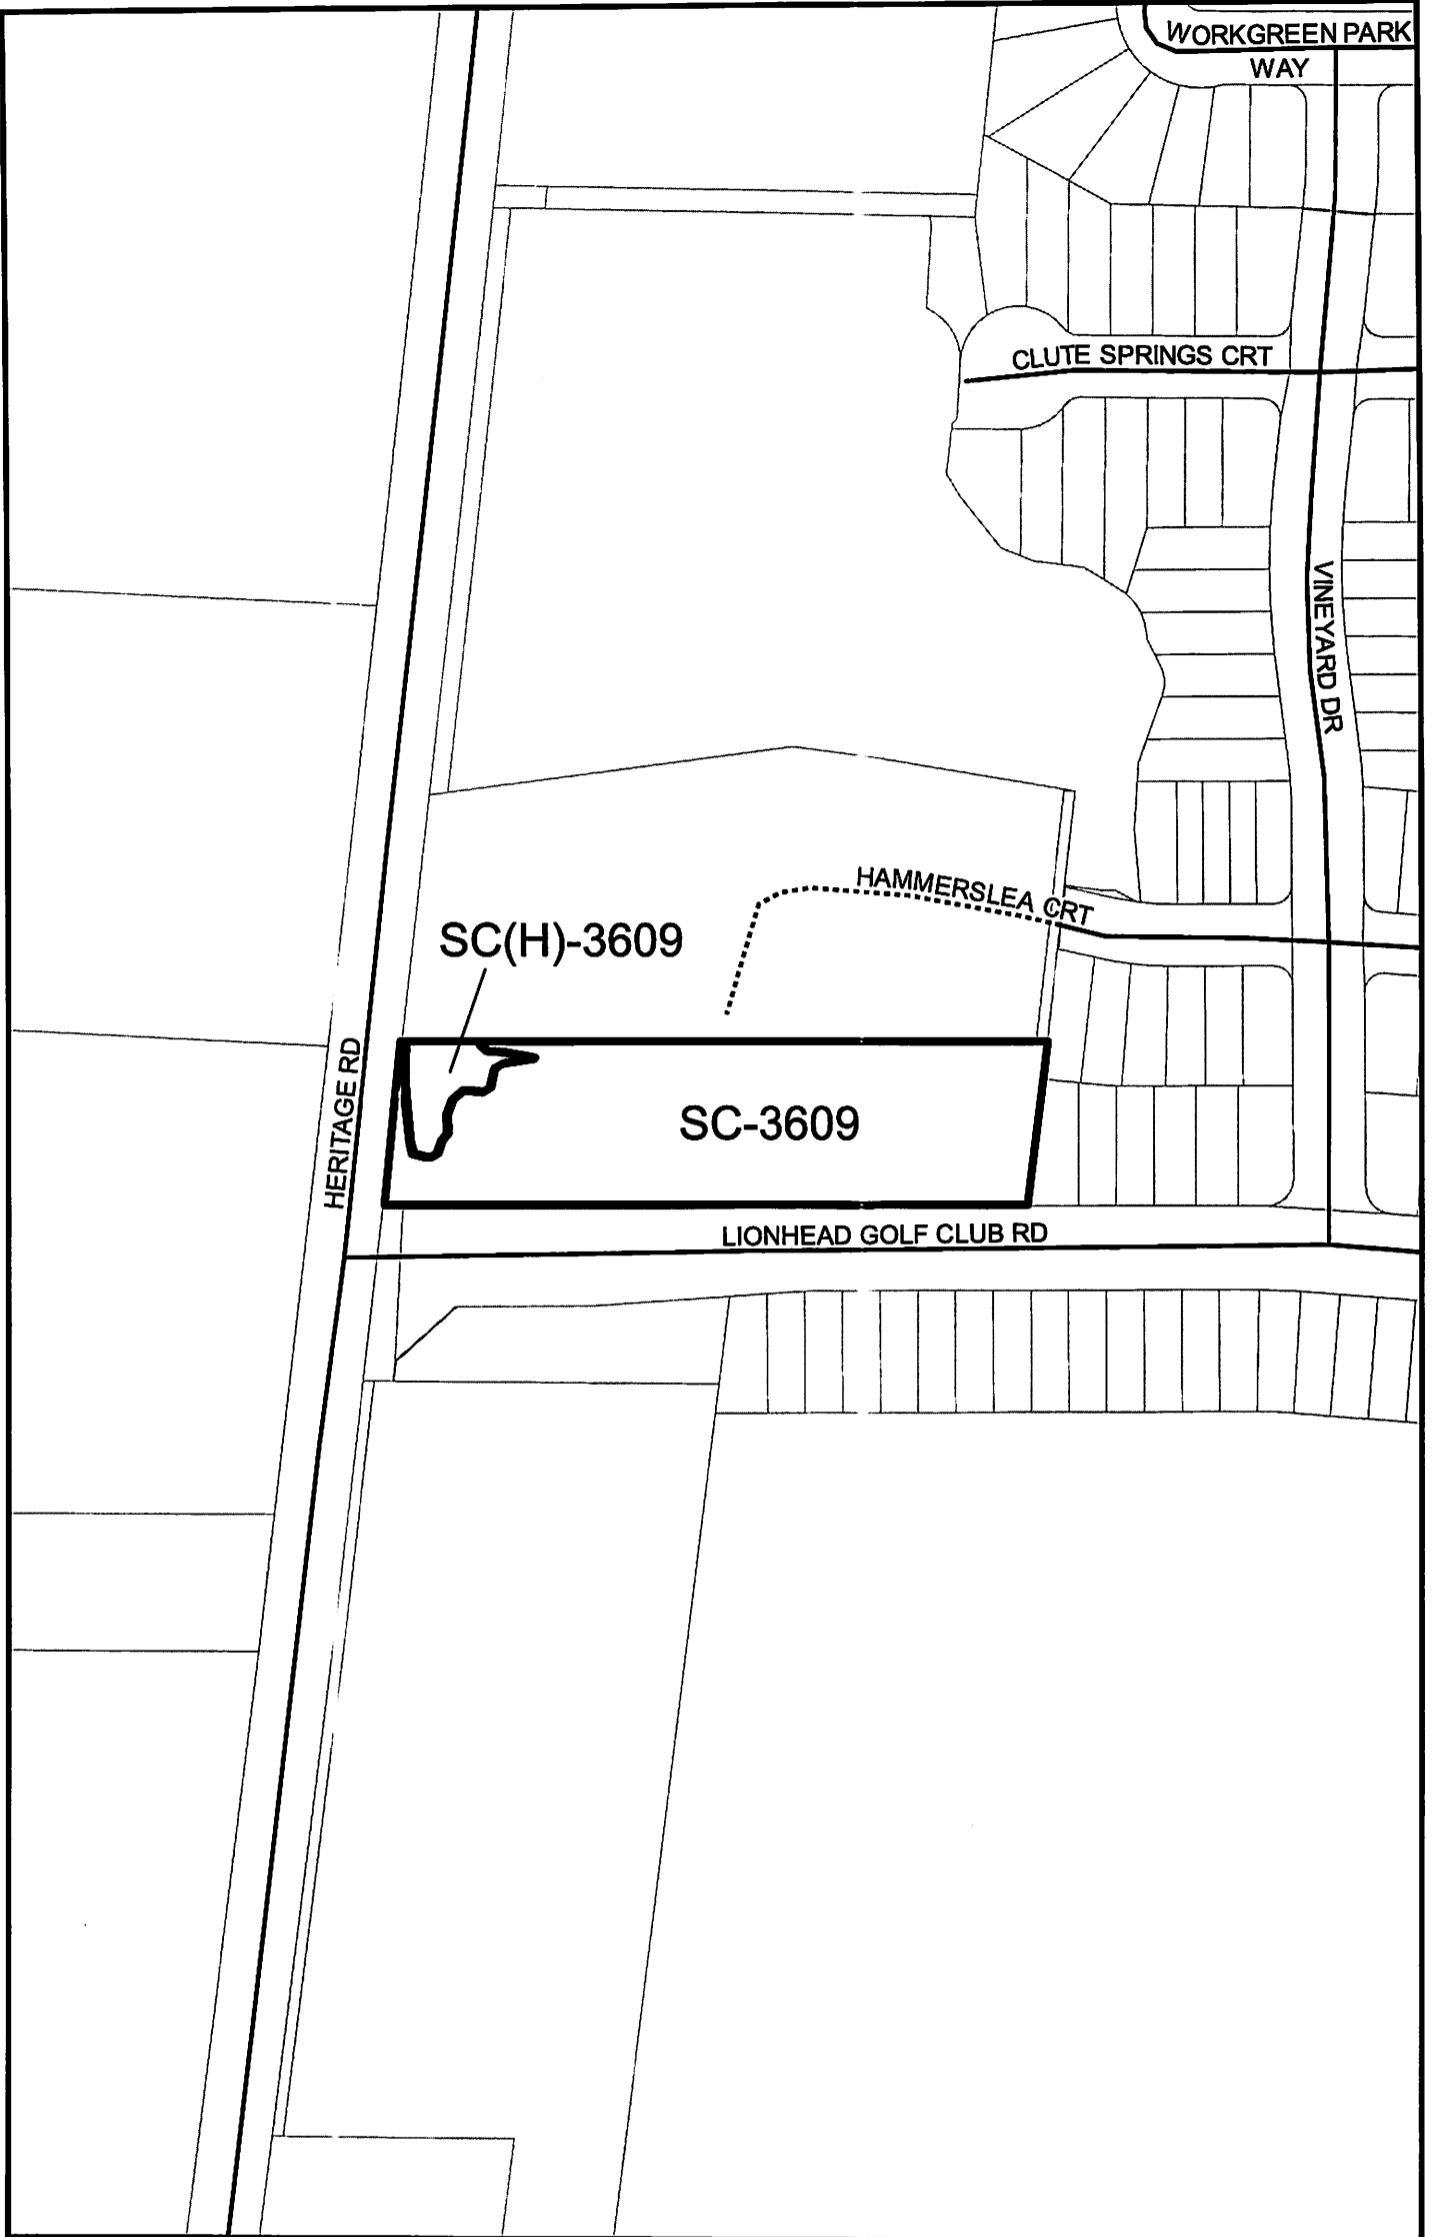 WORKGREEN PARK
WAY
CLUTE SPRINGS CRT
VINEYARD DR
HAMMERSLEA CRT
SC(H)-3609
HERITAGE RD
SC-3609
LIONHEAD GOLF CLUB RD